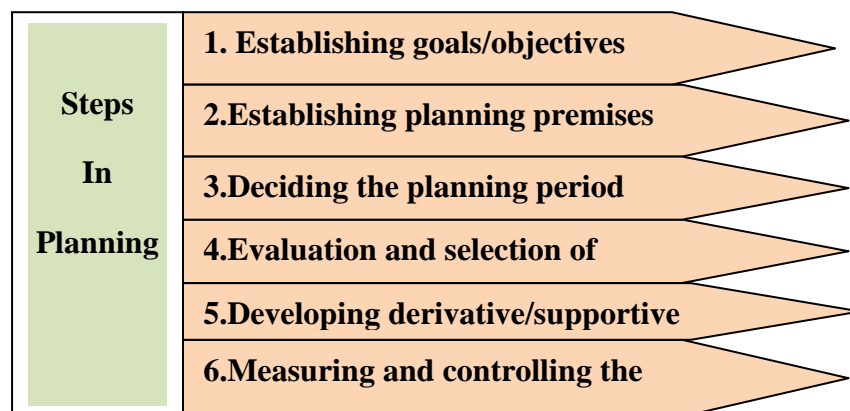 Steps
In
Planning
1. Establishing goals/objectives
2.Establishing planning premises
3.Deciding the planning period
4.Evaluation and selection of
5.Developing derivative/supportive
6.Measuring and controlling the